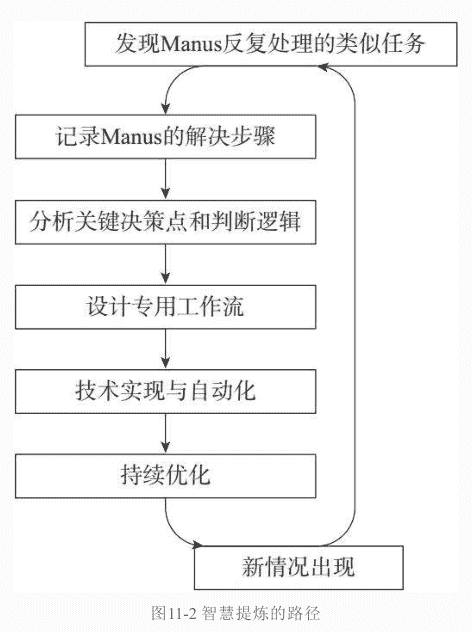 发现Manus反复处理的类似任务
记录Manus的解决步骤
分析关键决策点和判断逻辑
设计专用工作流
技术实现与自动化
持续优化
新情况出现
图11-2 智慧提炼的路径